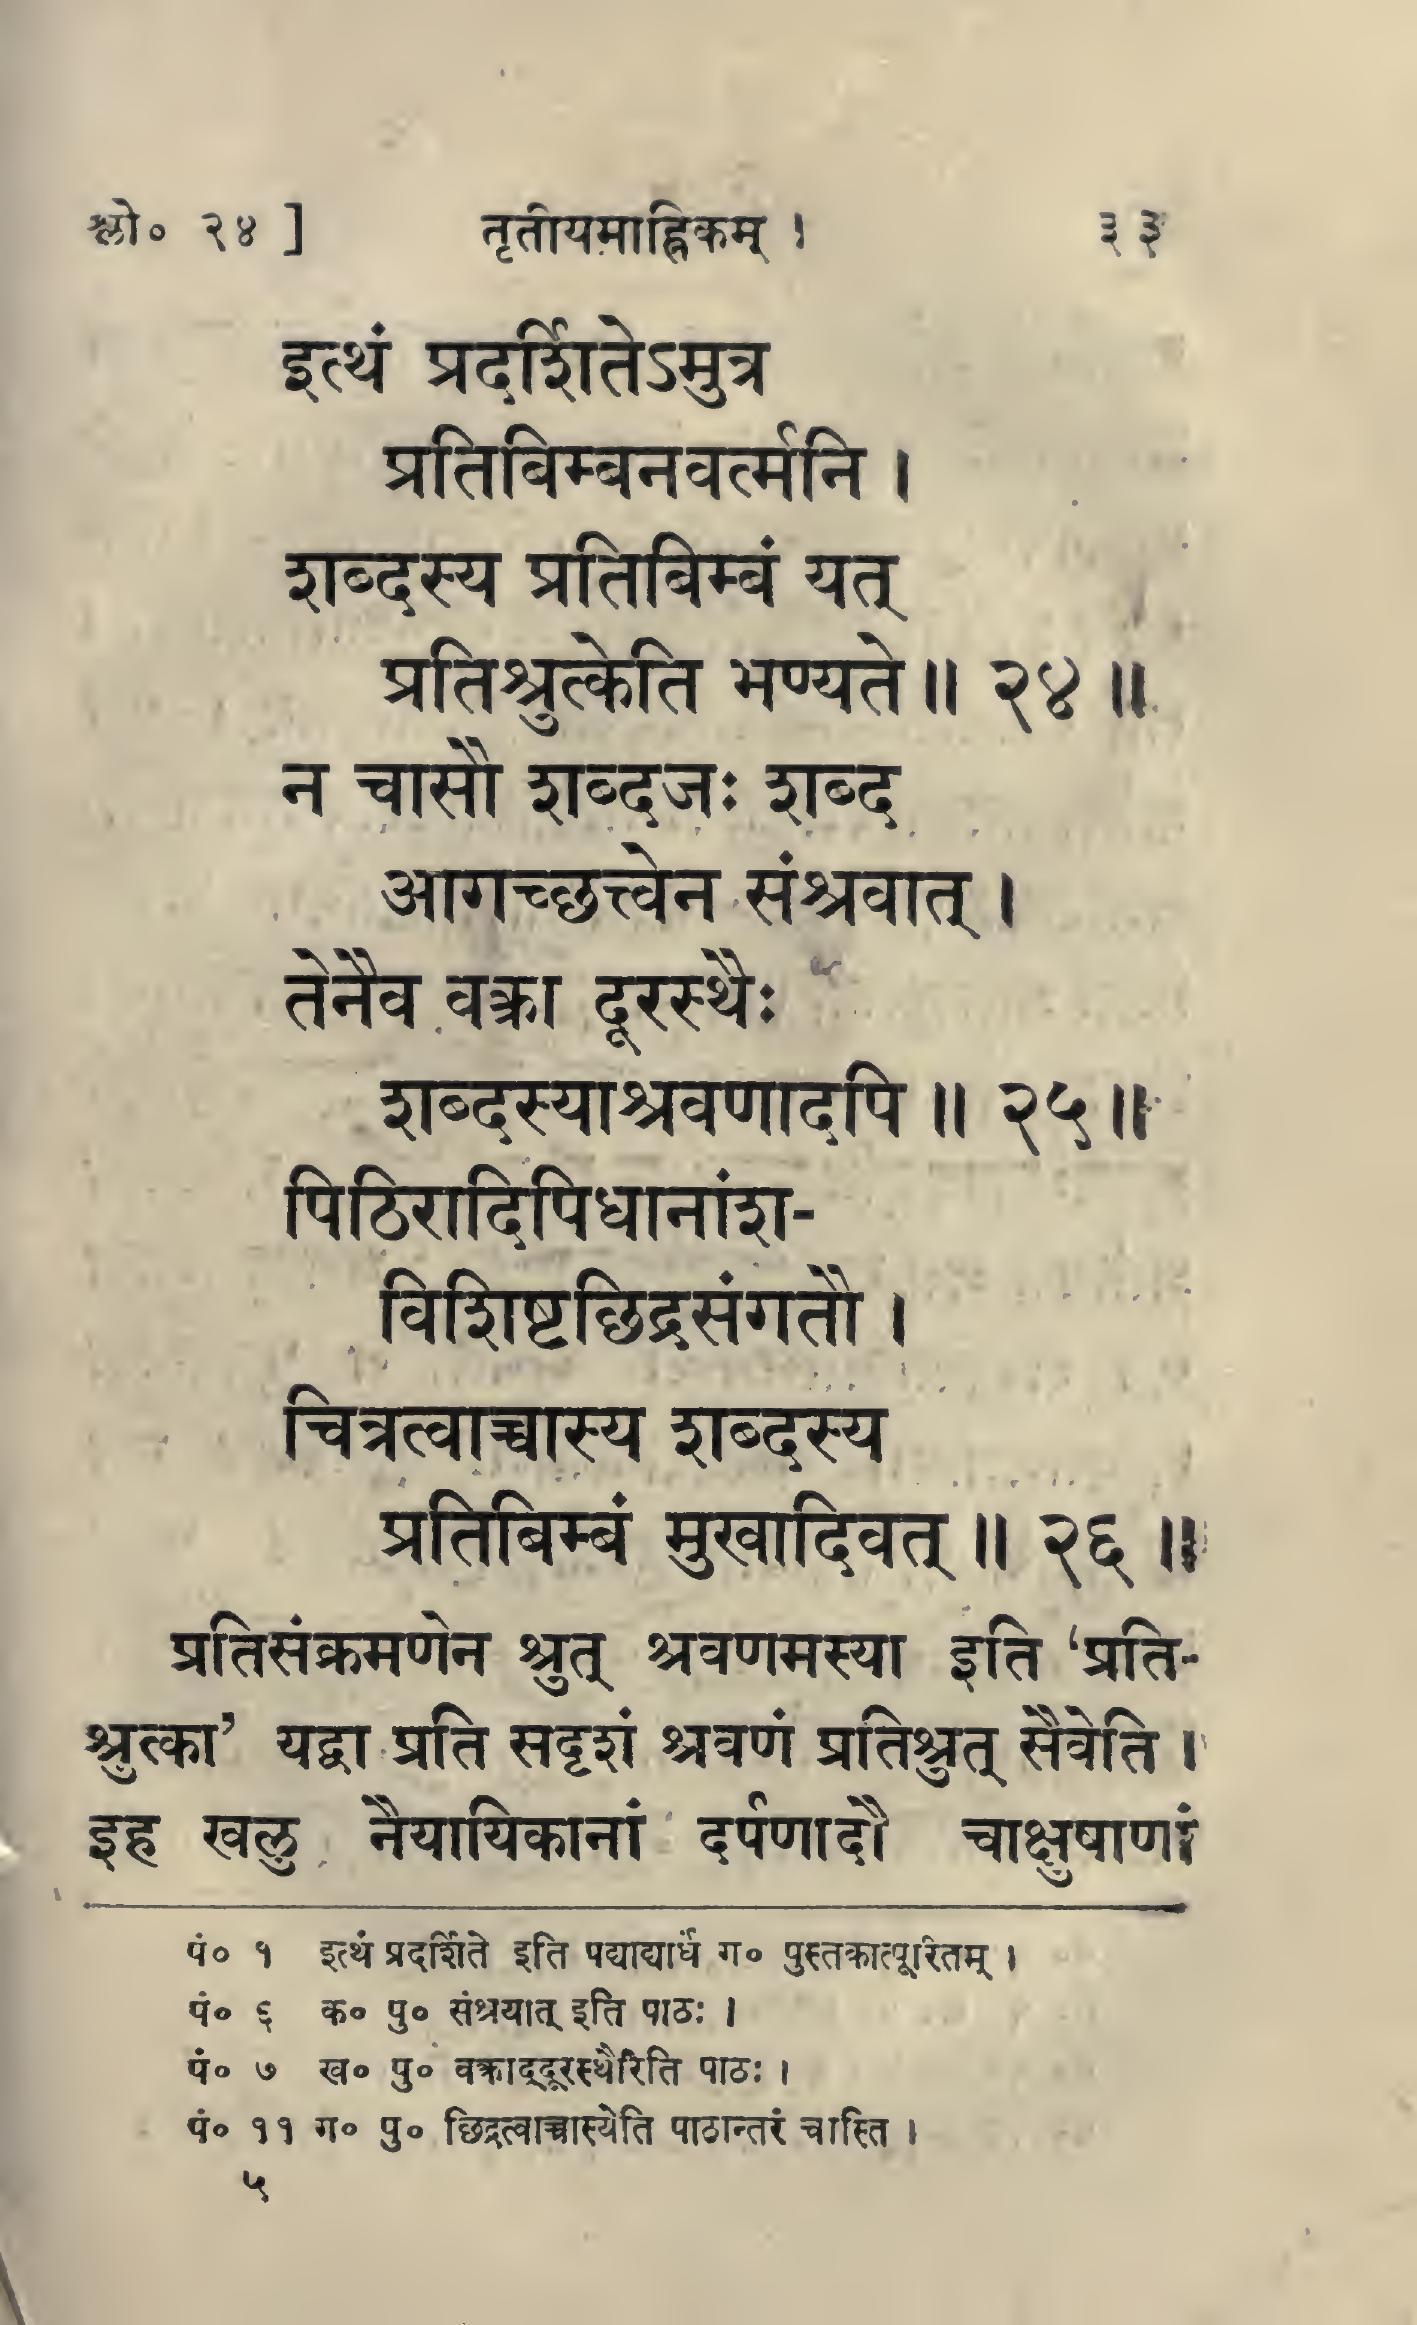 श्लो० २४ ] तृतीयमाह्निकम् । ३३
इत्थं प्रदर्शितेऽमुत्र
प्रतिबिम्बनवर्त्मनि ।
शब्दस्य प्रतिबिम्बं यत्
प्रतिश्रुत्केति भण्यते ॥ २४ ॥
न चासौ शब्दजः शब्द
आगच्छत्त्वेन संश्रवात् ।
तेनैव वक्त्रा दूरस्थैः
शब्दस्याश्रवणादपि ॥ २५ ॥
पिठिरादिपिधानांश-
विशिष्टछिद्रसंगतौ ।
चित्रत्वाच्चास्य शब्दस्य
प्रतिबिम्बं मुखादिवत् ॥ २६ ॥
प्रतिसंक्रमणेन श्रुत् श्रवणमस्या इति ‘प्रति-
श्रुत्का’ यद्वा प्रति सदृशं श्रवणं प्रतिश्रुत् सैवेति ।
इह खलु नैयायिकानां दर्पणादौ चाक्षुषाणां
पं० १ इत्थं प्रदर्शिते इति पद्याद्यार्धं ग० पुस्तकात्पूरितम् ।
पं० ६ क० पु० संश्रयात् इति पाठः ।
पं० ७ ख० पु० वक्त्राद्दूरस्थैरिति पाठः ।
पं० ११ ग० पु० छिद्रत्वाच्चास्येति पाठान्तरं चास्ति ।
५